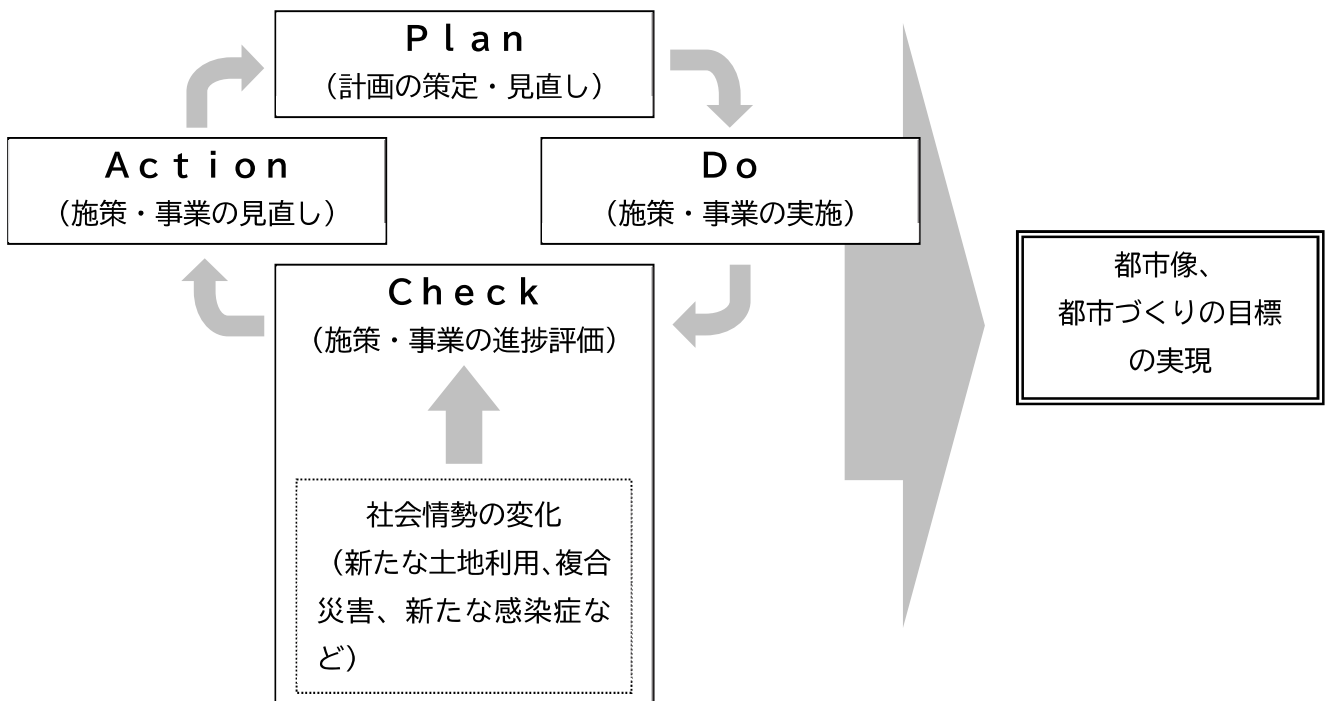 Ｐｌａｎ
（計画の策定・見直し）
Ａｃｔｉｏｎ
（施策・事業の見直し）
Ｄｏ
（施策・事業の実施）
Ｃｈｅｃｋ
（施策・事業の進捗評価）
社会情勢の変化
（新たな土地利用、複合
災害、新たな感染症な
ど）
都市像、
都市づくりの目標
の実現